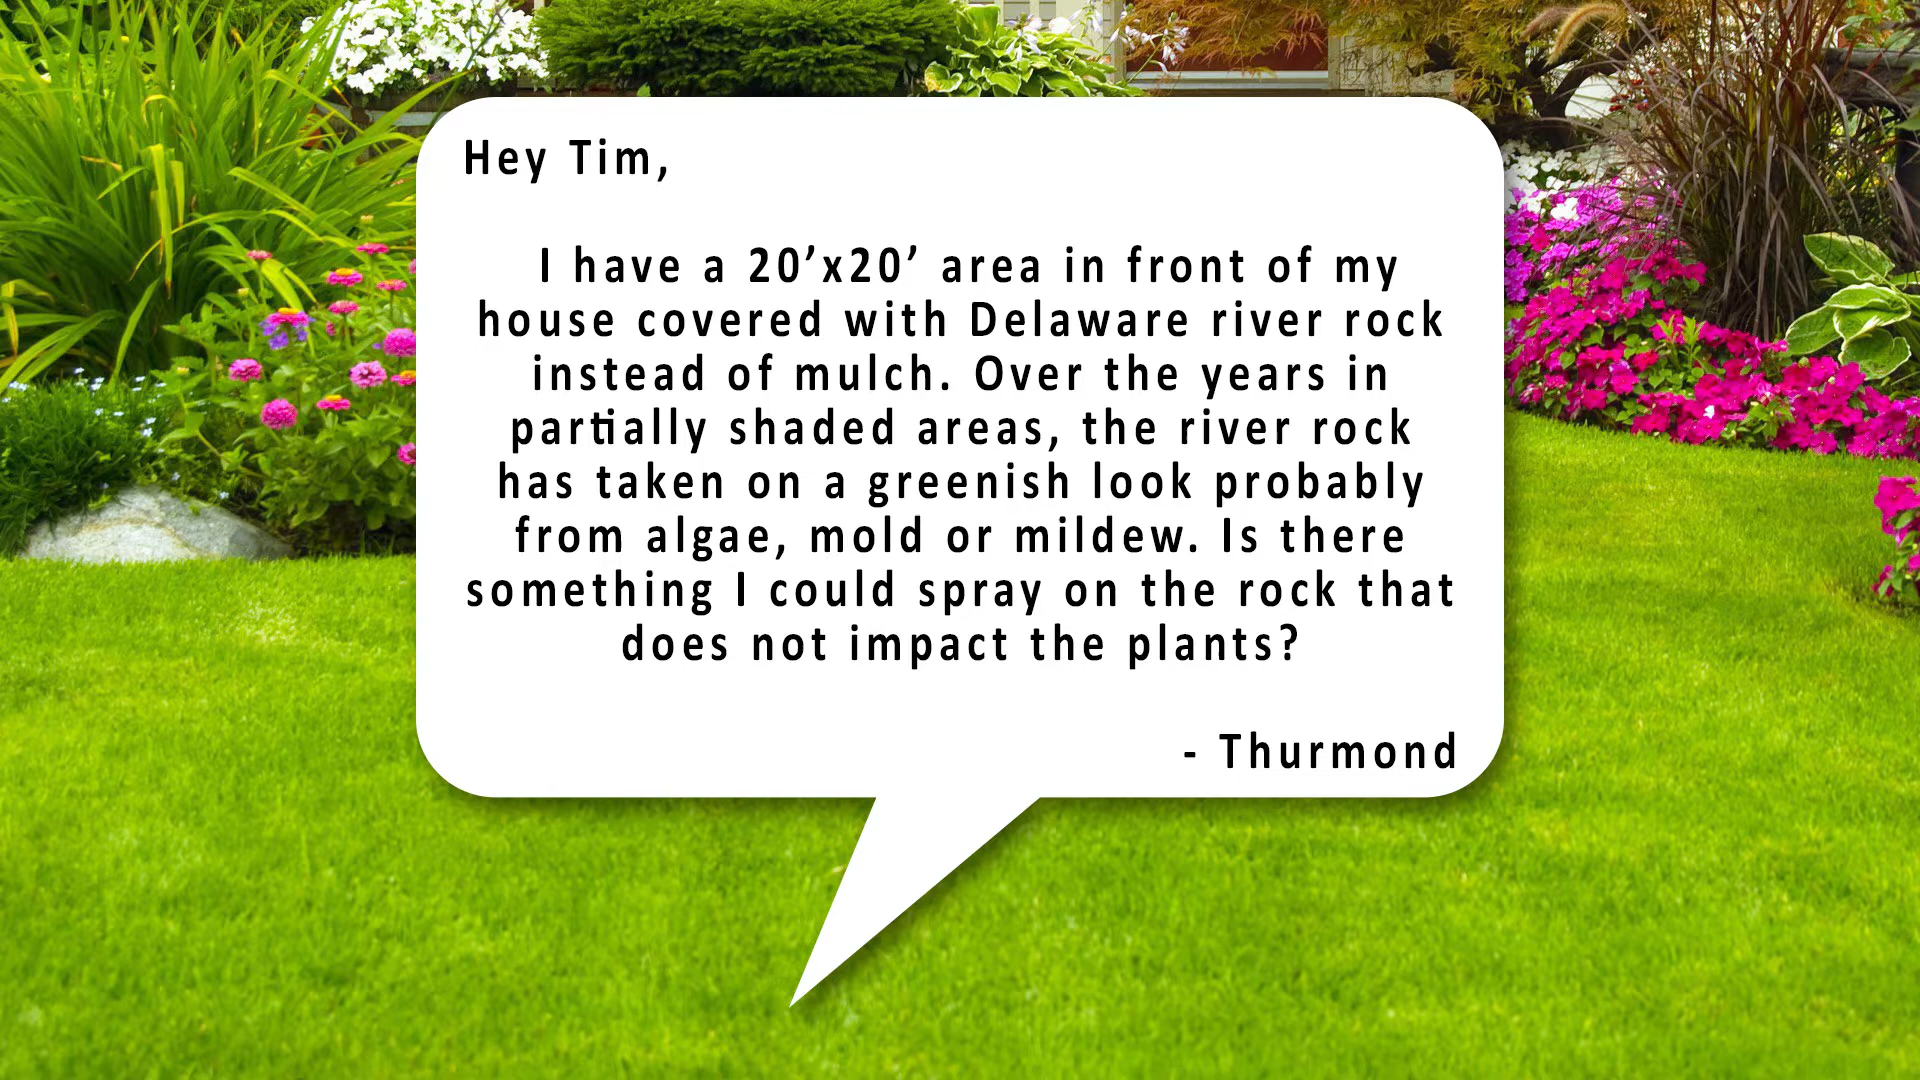 Hey Tim,
I have a 20’x20’ area in front of my
house covered with Delaware river rock
instead of mulch. Over the years in
partially shaded areas, the river rock
has taken on a greenish look probably
from algae, mold or mildew. Is there
something I could spray on the rock that
does not impact the plants?
- Thurmond